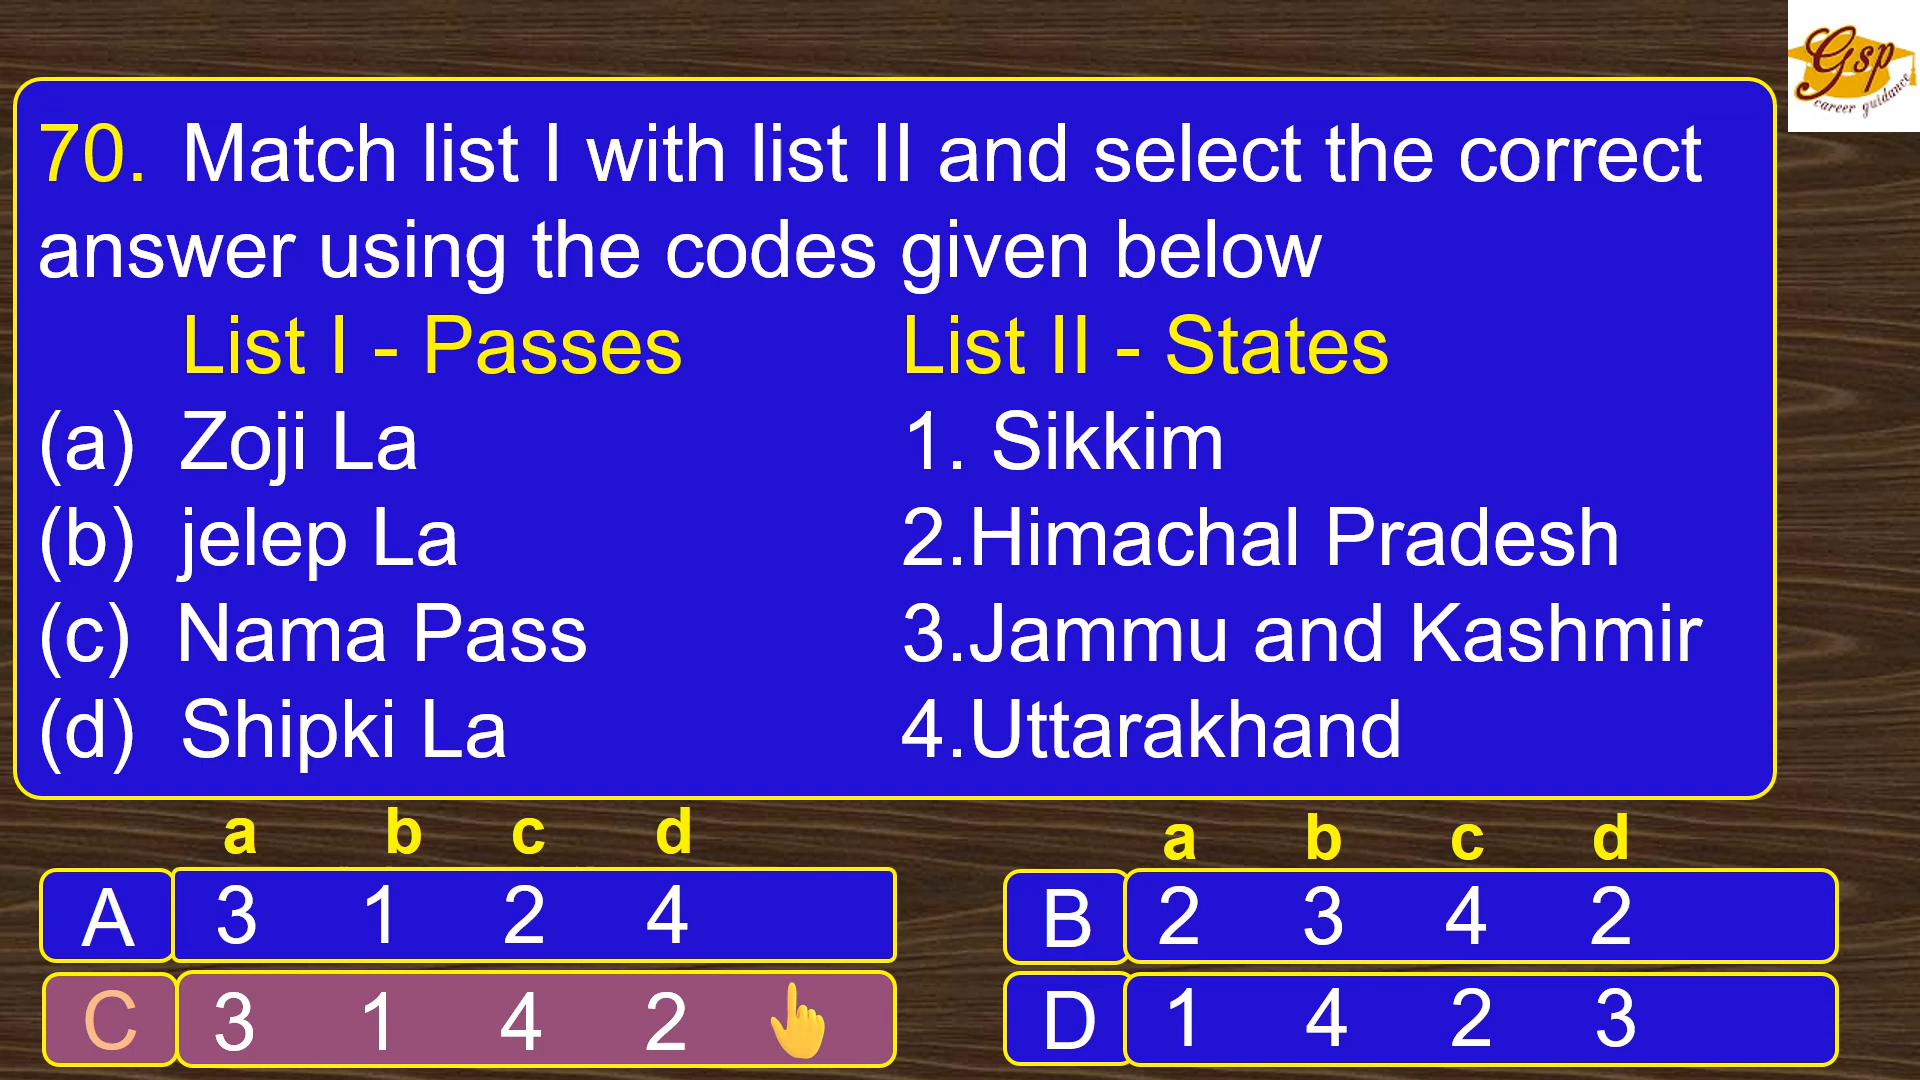 Gsp
career guidance
70. Match list I with list II and select the correct
answer using the codes given below
List I - Passes List II - States
(a) Zoji La 1. Sikkim
(b) jelep La 2.Himachal Pradesh
(c) Nama Pass 3.Jammu and Kashmir
(d) Shipki La 4.Uttarakhand
a b c d a b c d
A 3 1 2 4 B 2 3 4 2
C 3 1 4 2 D 1 4 2 3